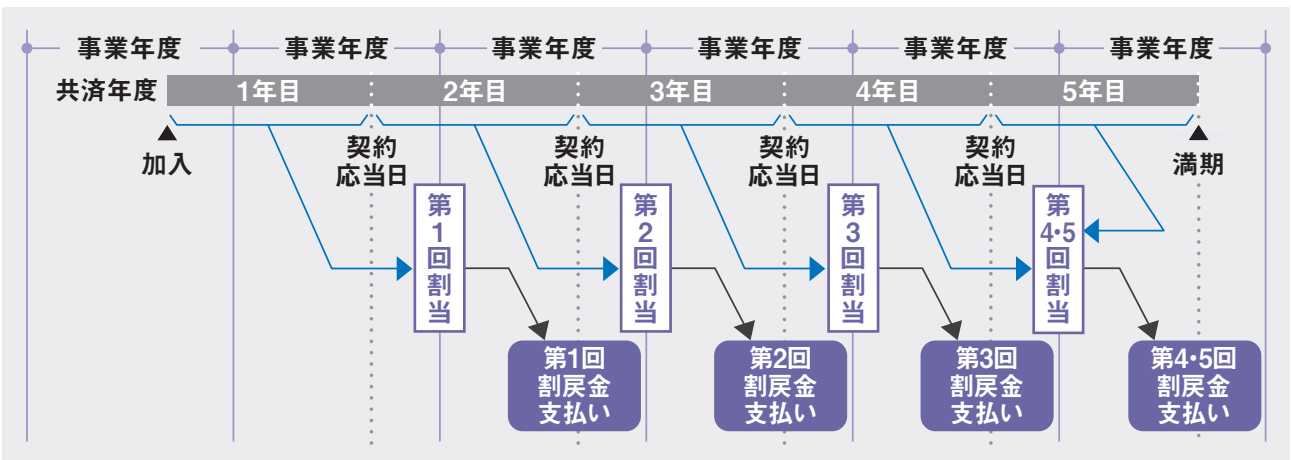 事業年度
事業年度
事業年度
事業年度
事業年度
事業年度
共済年度
1年目
2年目
3年目
4年目
5年目
加入
契約
応当日
契約
応当日
契約
応当日
契約
応当日
満期
第1回割当
第2回割当
第3回割当
第4・5回割当
第1回
割戻金
支払い
第2回
割戻金
支払い
第3回
割戻金
支払い
第4・5回
割戻金
支払い